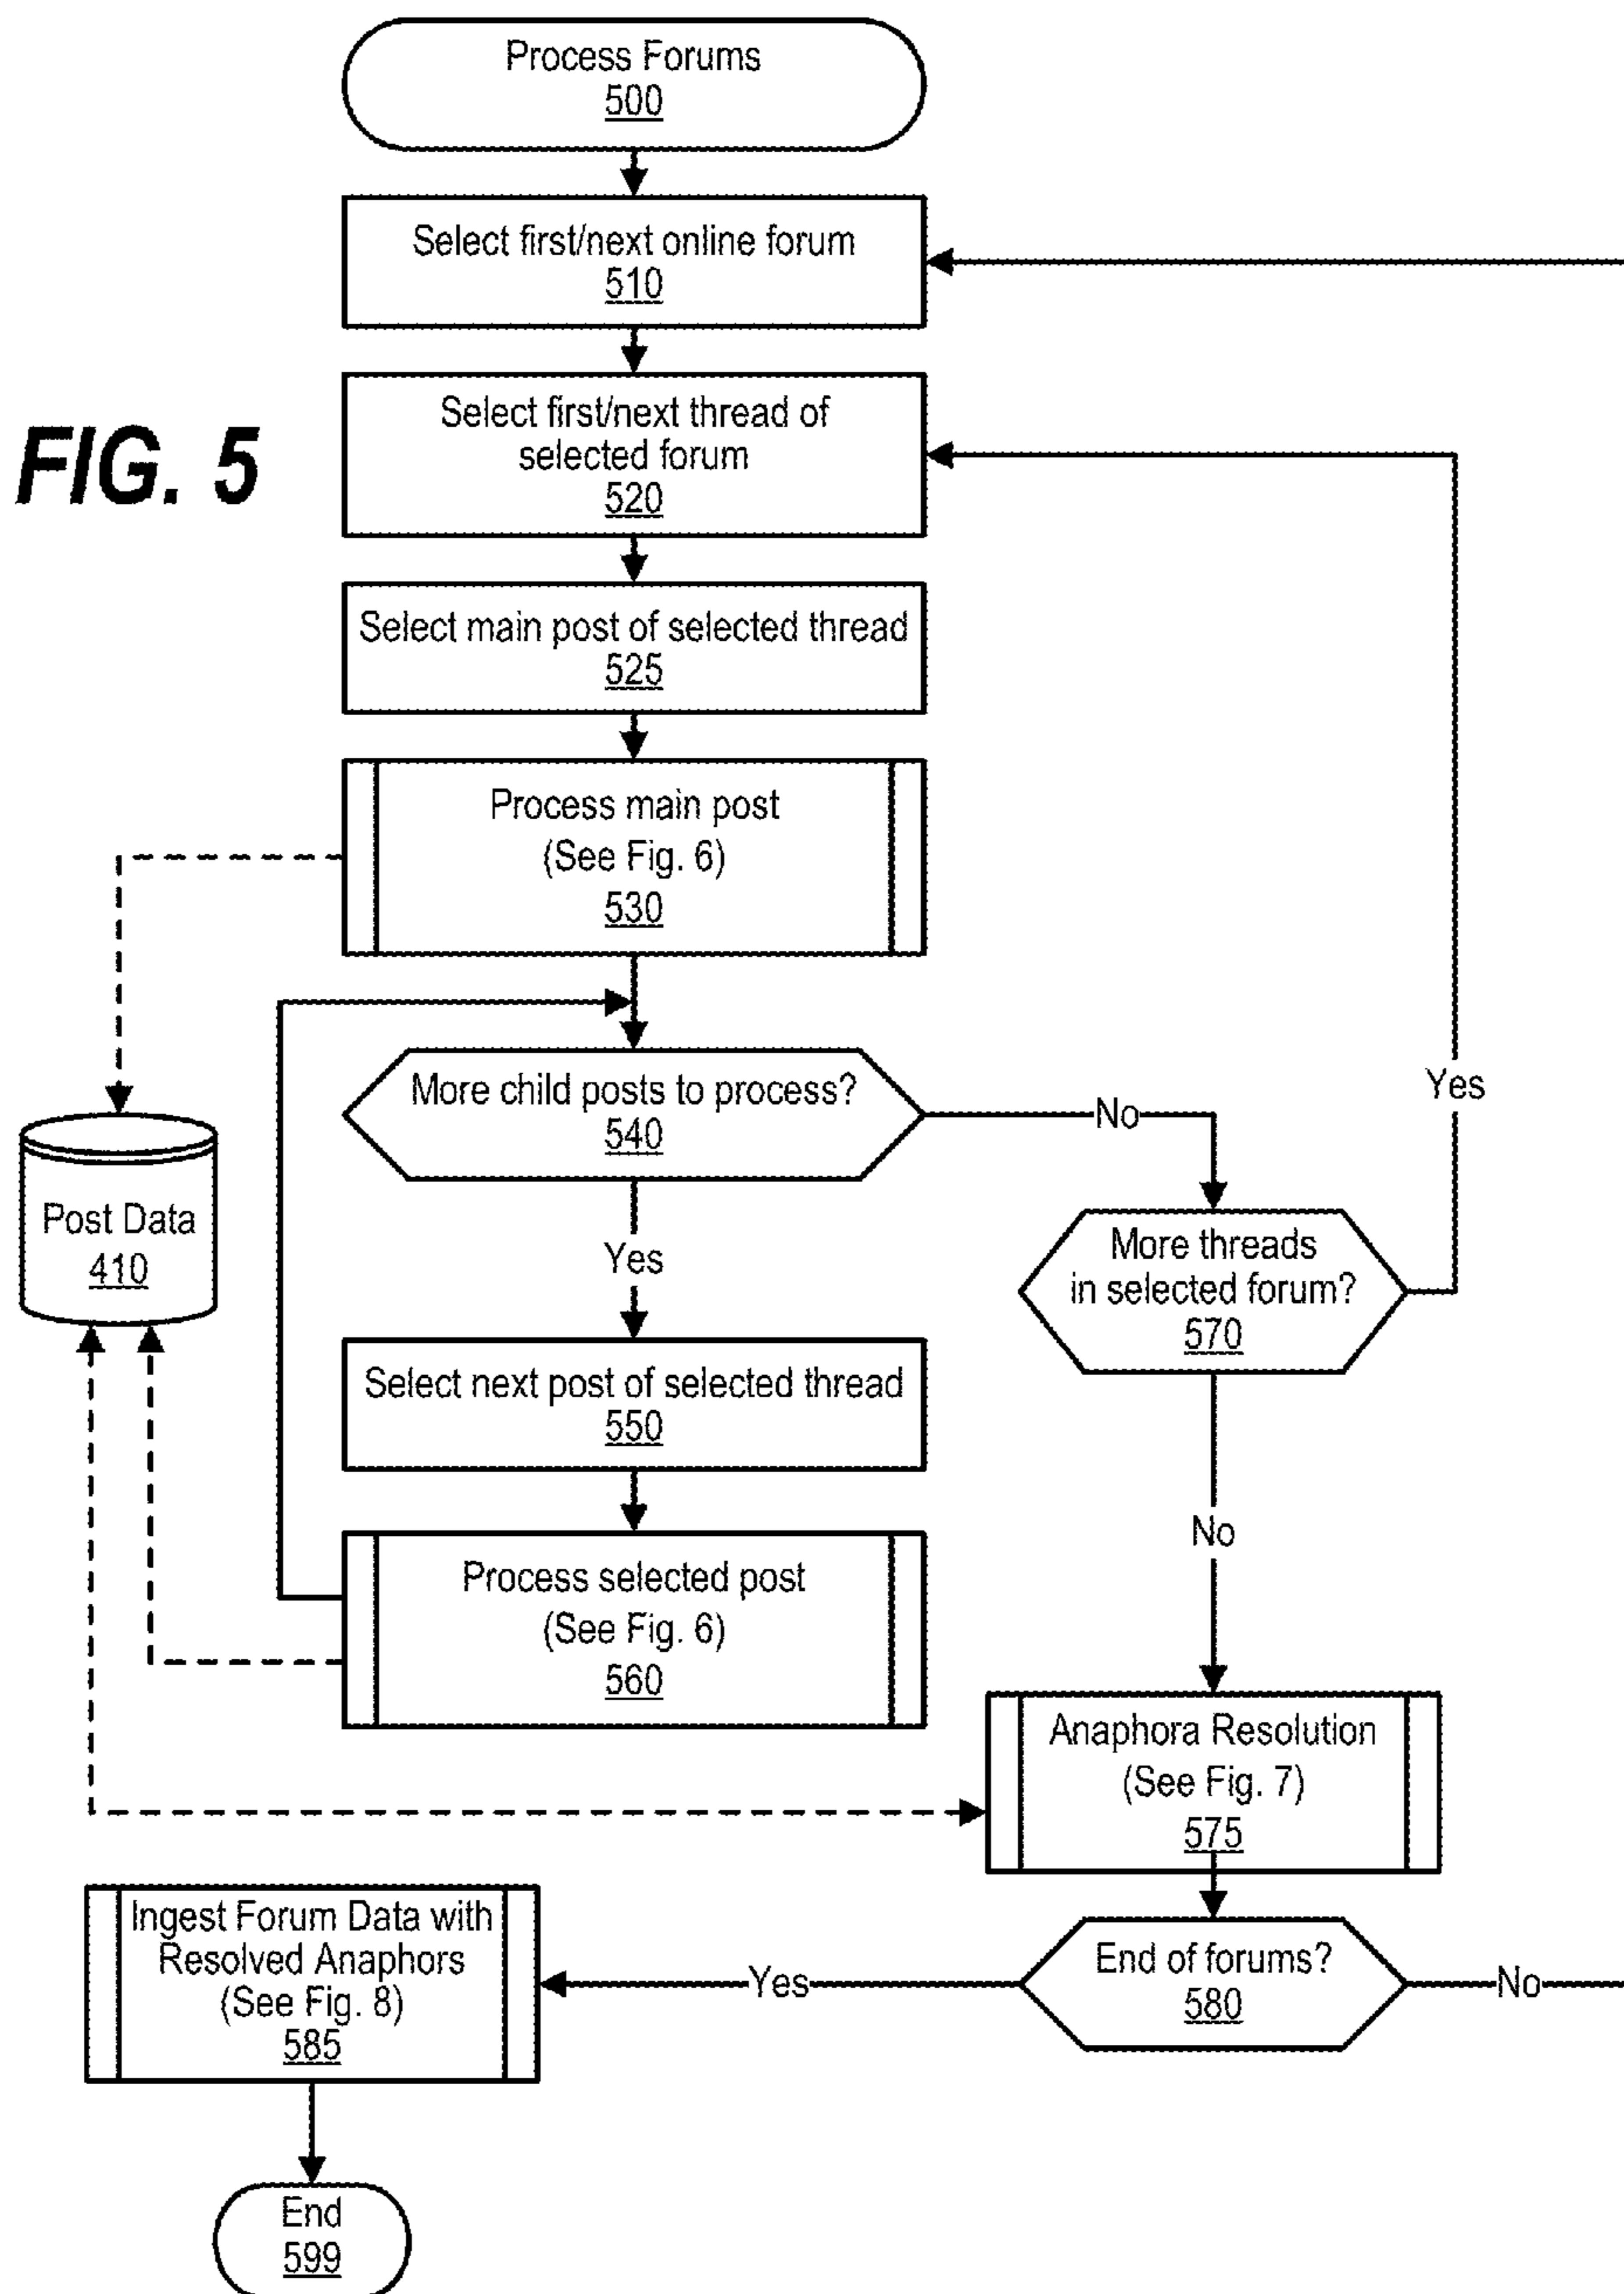 Process Forums
500
Select first/next online forum
510
FIG. 5
Select first/next thread of
selected forum
520
Select main post of selected thread
525
Process main post
(See Fig. 6)
530
More child posts to process?
540
No
Yes
Post Data
410
Yes
More threads
in selected forum?
570
Select next post of selected thread
550
No
Process selected post
(See Fig. 6)
560
Anaphora Resolution
(See Fig. 7)
575
Ingest Forum Data with
Resolved Anaphors
(See Fig. 8)
585
Yes
End of forums?
580
No
End
599